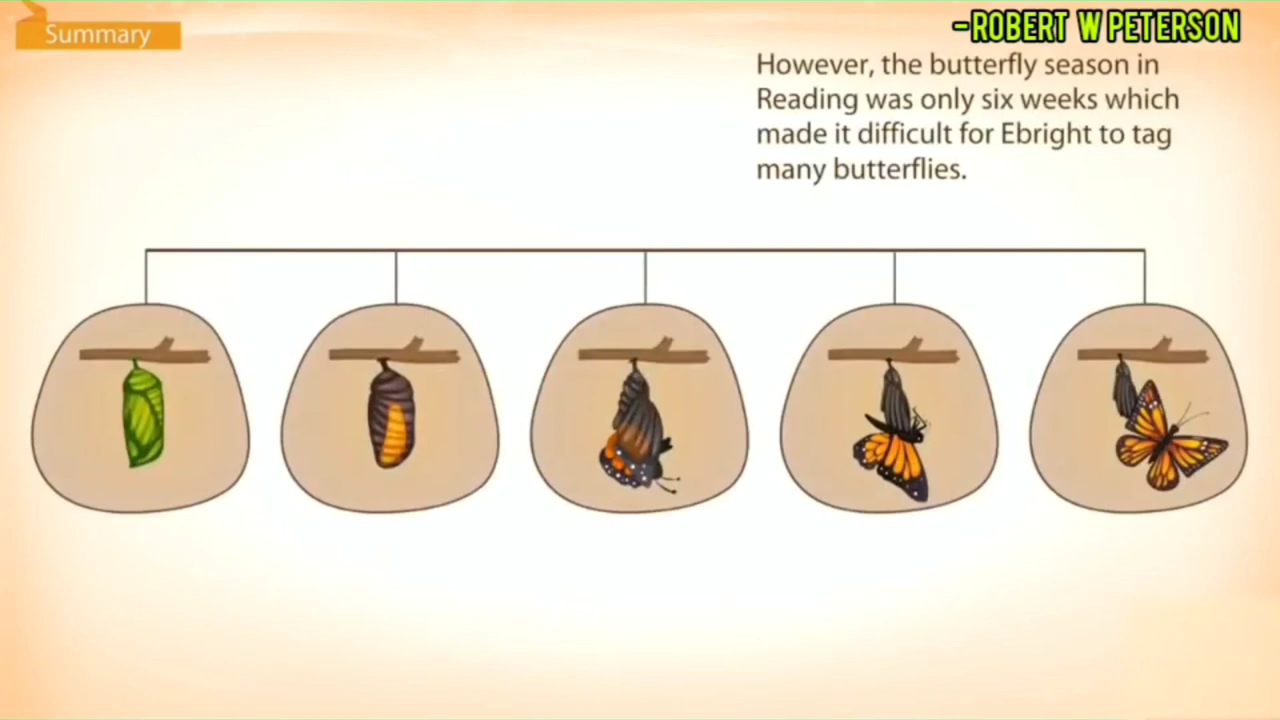 Summary
-ROBERT W PETERSON
However, the butterfly season in
Reading was only six weeks which
made it difficult for Ebright to tag
many butterflies.